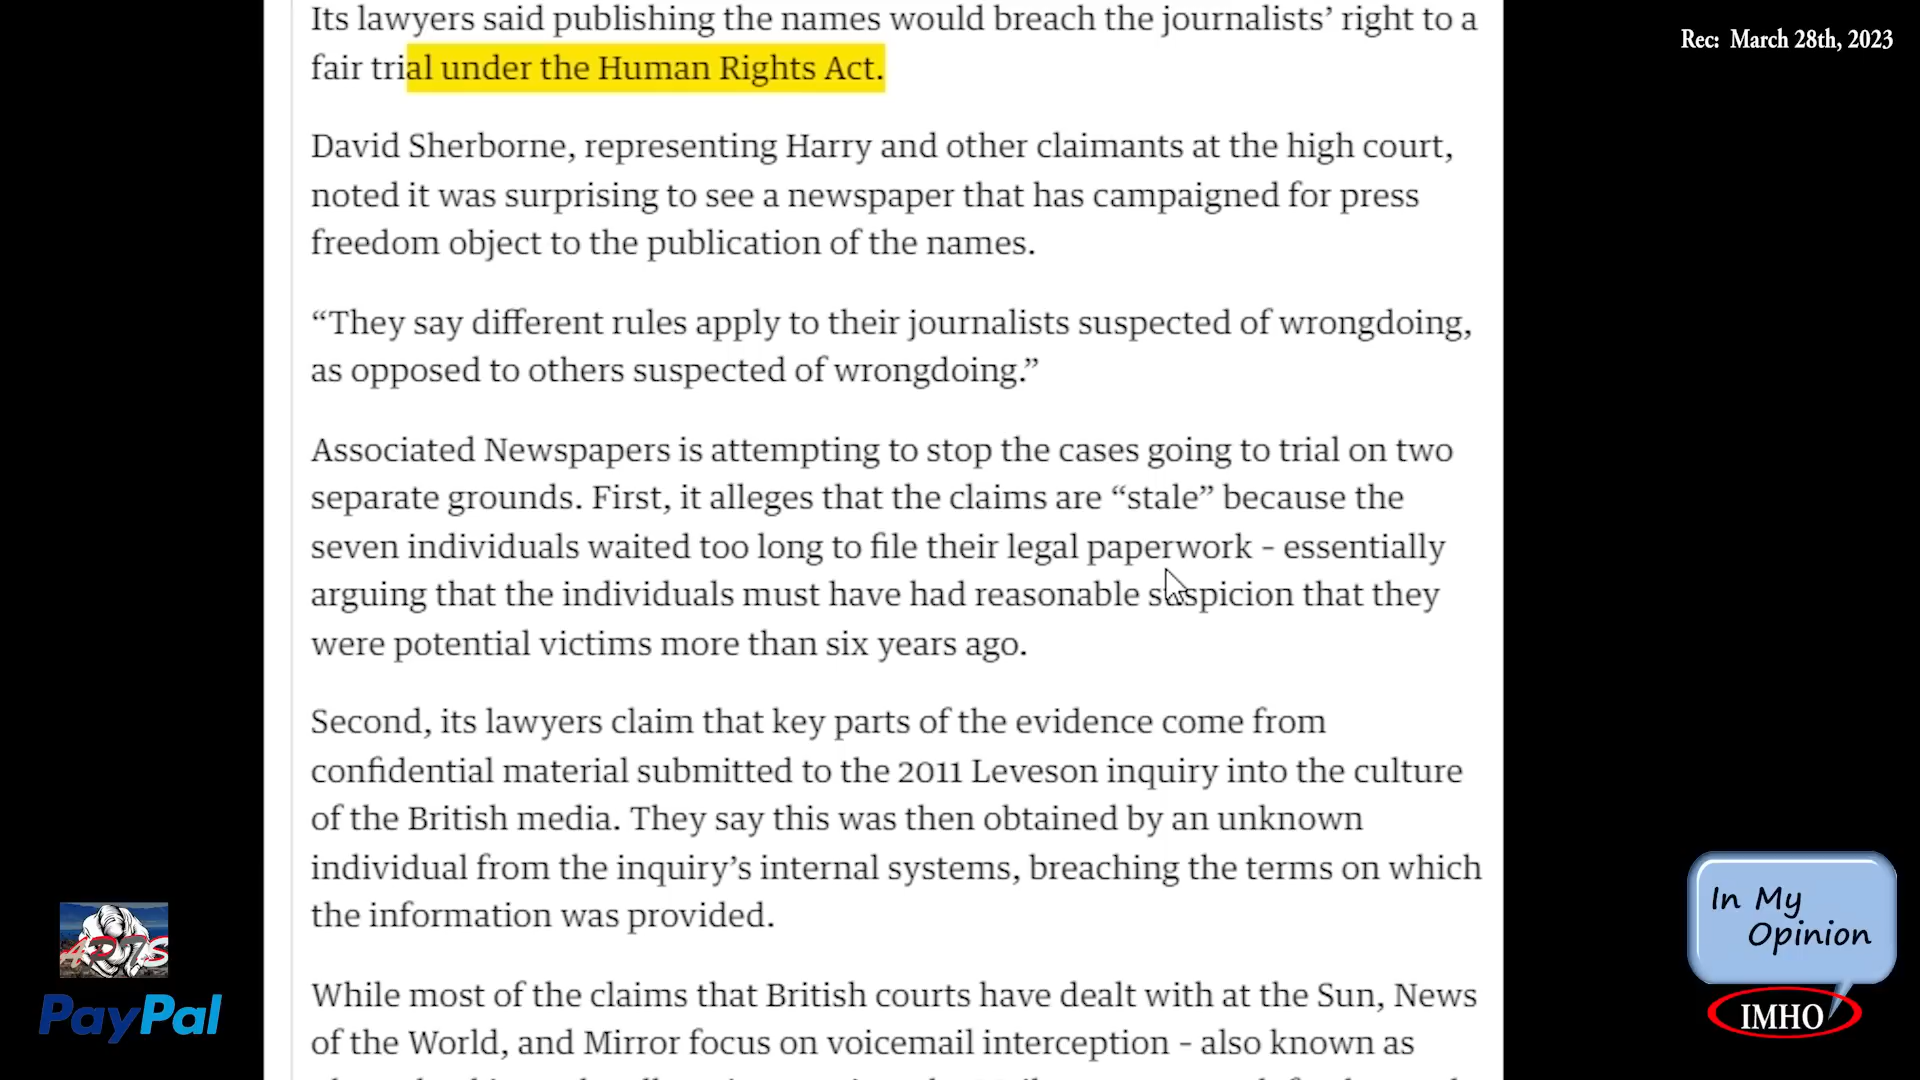 Its lawyers said publishing the names would breach the journalists’ right to a
fair trial under the Human Rights Act.
David Sherborne, representing Harry and other claimants at the high court,
noted it was surprising to see a newspaper that has campaigned for press
freedom object to the publication of the names.
“They say different rules apply to their journalists suspected of wrongdoing,
as opposed to others suspected of wrongdoing.”
Associated Newspapers is attempting to stop the cases going to trial on two
separate grounds. First, it alleges that the claims are “stale” because the
seven individuals waited too long to file their legal paperwork – essentially
arguing that the individuals must have had reasonable suspicion that they
were potential victims more than six years ago.
Second, its lawyers claim that key parts of the evidence come from
confidential material submitted to the 2011 Leveson inquiry into the culture
of the British media. They say this was then obtained by an unknown
individual from the inquiry’s internal systems, breaching the terms on which
the information was provided.
While most of the claims that British courts have dealt with at the Sun, News
of the World, and Mirror focus on voicemail interception – also known as
Rec: March 28th, 2023
PayPal
In My
Opinion
IMHO